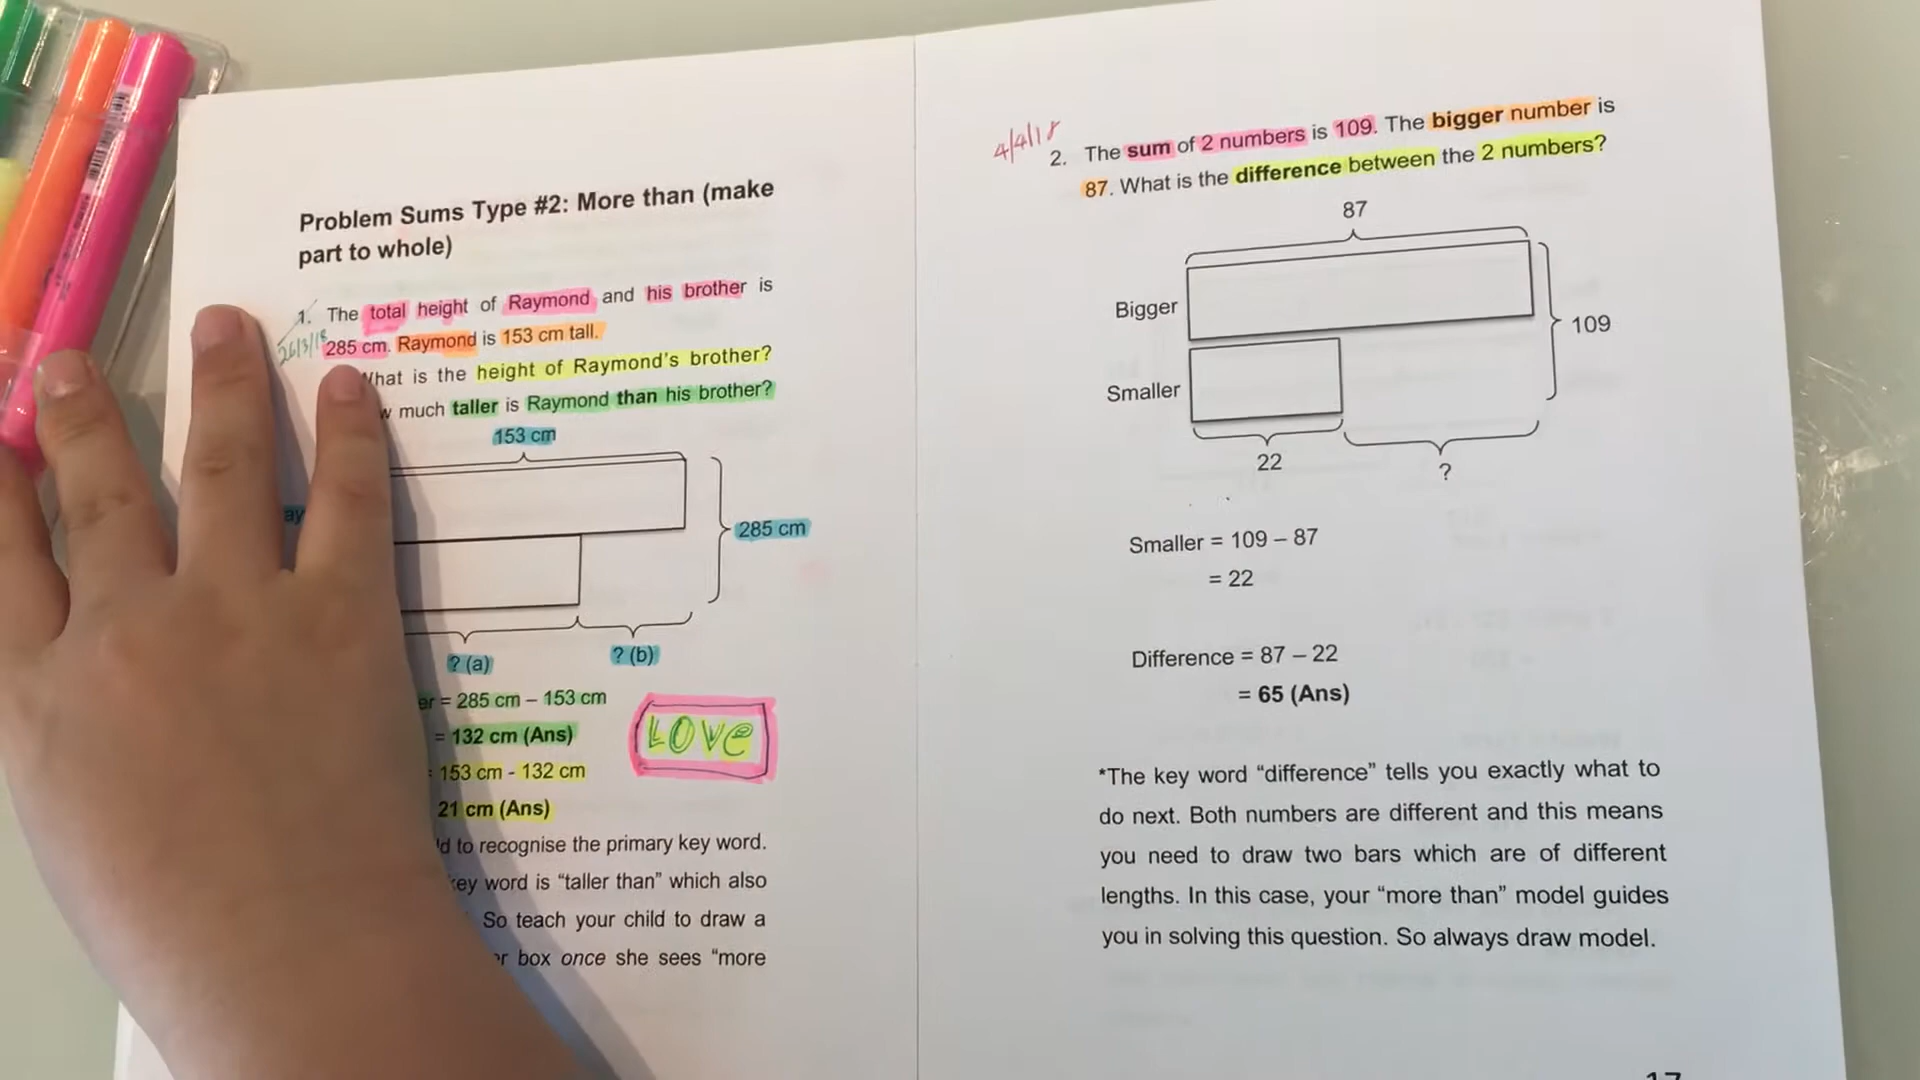 Problem Sums Type #2: More than (make
part to whole)
1. The total height of Raymond and his brother is
26/3/18
285 cm. Raymond is 153 cm tall.
What is the height of Raymond's brother?
much taller is Raymond than his brother?
153 cm
285 cm
? (a)
? (b)
= 285 cm – 153 cm
= 132 cm (Ans)
153 cm - 132 cm
21 cm (Ans)
LOVe
to recognise the primary key word.
word is “taller than” which also
So teach your child to draw a
box once she sees “more
4/4/18
2. The sum of 2 numbers is 109. The bigger number is
87. What is the difference between the 2 numbers?
87
Bigger
109
Smaller
22
?
Smaller = 109 – 87
= 22
Difference = 87 – 22
= 65 (Ans)
*The key word “difference” tells you exactly what to
do next. Both numbers are different and this means
you need to draw two bars which are of different
lengths. In this case, your “more than” model guides
you in solving this question. So always draw model.